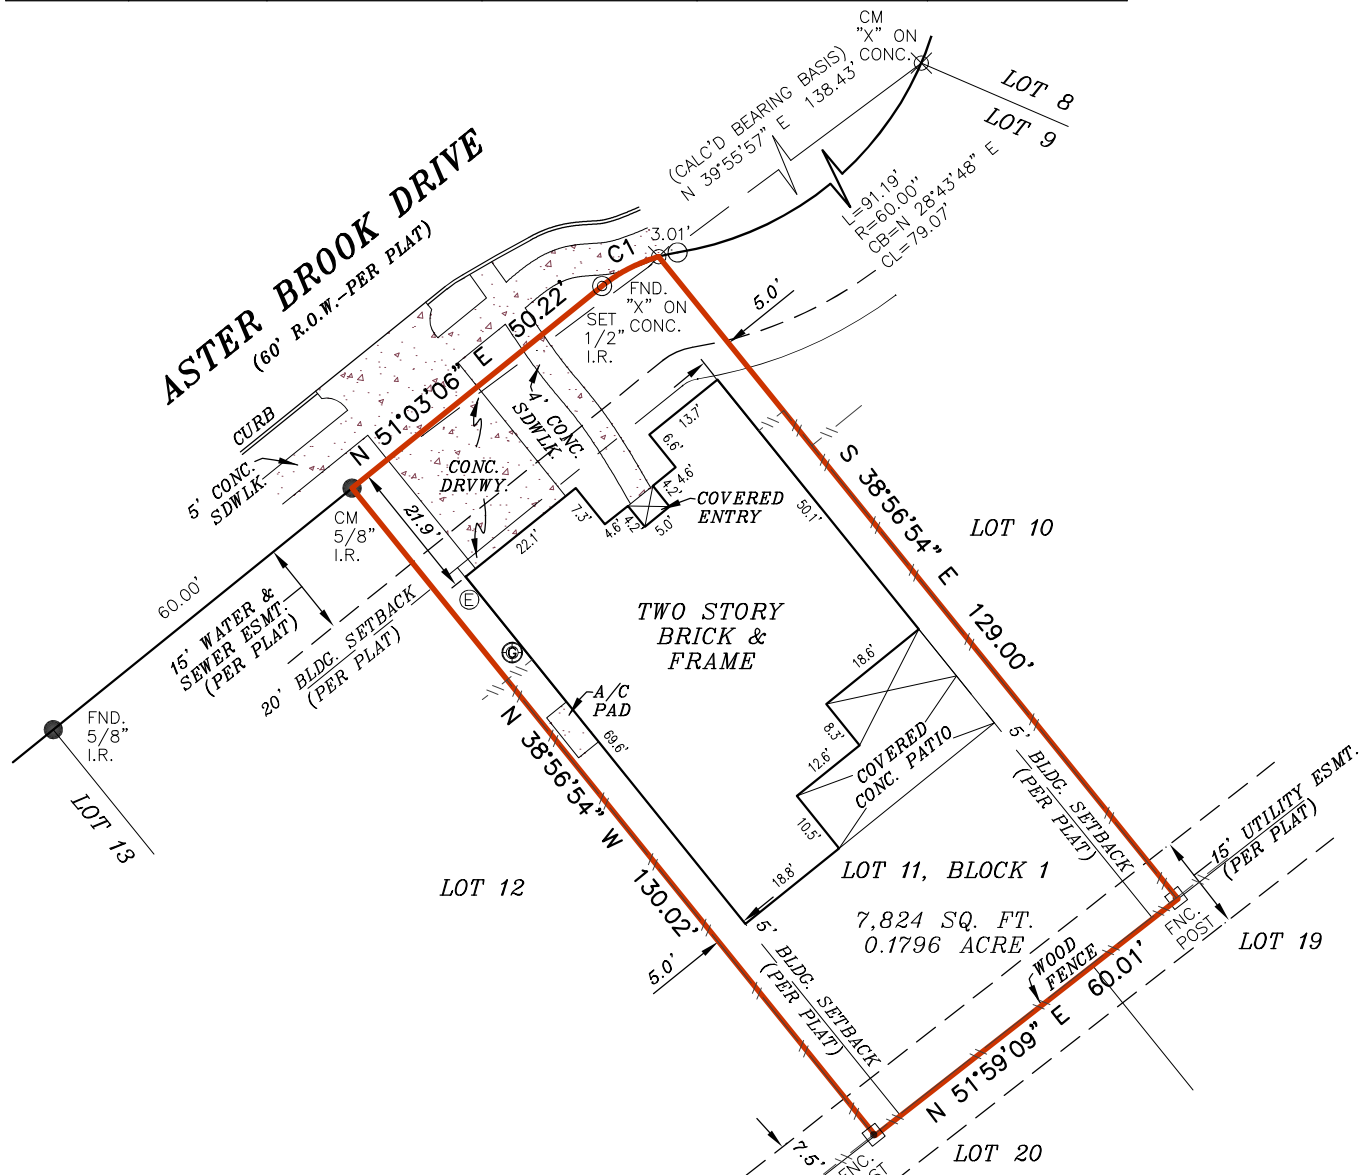 CM
"X" ON
CONC.
LOT 8
LOT 9
(CALC'D BEARING BASIS)
N 39°55'57" E 138.43'
L=91.19'
R=60.00"
CB=N 28°43'48" E
CL=79.07'
ASTER BROOK DRIVE
(60' R.O.W.-PER PLAT)
C1
3.01'
FND.
"X" ON
CONC.
SET
1/2"
I.R.
5.0'
N 51°03'06" E 50.22'
CURB
5' CONC.
SDWLK.
4' CONC.
SDWLK.
CONC.
DRVWY.
CM
5/8"
I.R.
21.9'
22.1'
7.3'
4.6'
4.2'
5.0'
4.2'
4.6'
6.6'
13.7'
COVERED
ENTRY
50.1'
S 38°56'54" E 129.00'
LOT 10
60.00'
15' WATER &
SEWER ESMT.
(PER PLAT)
20' BLDG. SETBACK
(PER PLAT)
E
G
TWO STORY
BRICK &
FRAME
A/C
PAD
69.6'
18.6'
8.3'
12.6'
10.5'
18.8'
COVERED
CONC. PATIO
FND.
5/8"
I.R.
LOT 13
N 38°56'54" W 130.02'
LOT 12
5.0'
5' BLDG. SETBACK
(PER PLAT)
15' UTILITY ESMT.
(PER PLAT)
LOT 11, BLOCK 1
7,824 SQ. FT.
0.1796 ACRE
5' BLDG. SETBACK
(PER PLAT)
WOOD
FENCE
FNC.
POST
LOT 19
N 51°59'09" E 60.01'
LOT 20
7.5'